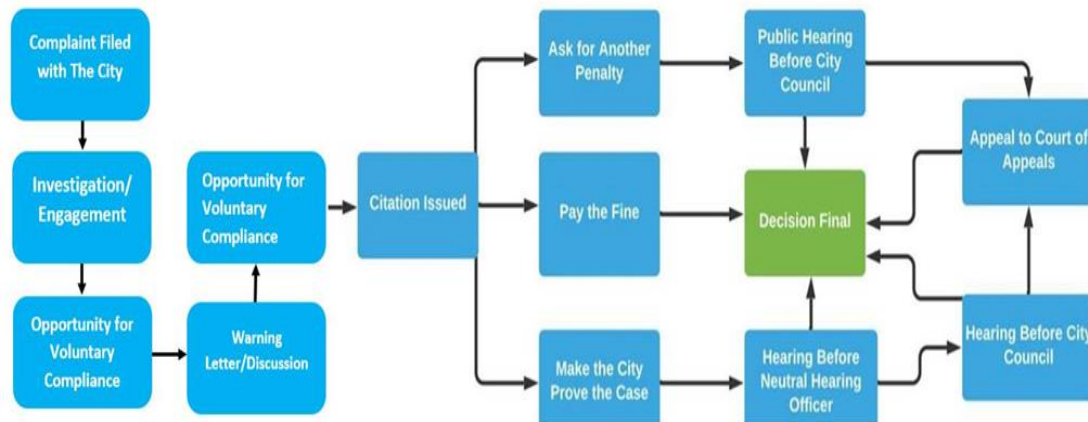 Complaint Filed
with The City
Investigation/
Engagement
Opportunity for
Voluntary
Compliance
Warning
Letter/Discussion
Opportunity for
Voluntary
Compliance
Citation Issued
Ask for Another
Penalty
Pay the Fine
Make the City
Prove the Case
Public Hearing
Before City
Council
Decision Final
Hearing Before
Neutral Hearing
Officer
Appeal to Court of
Appeals
Hearing Before City
Council